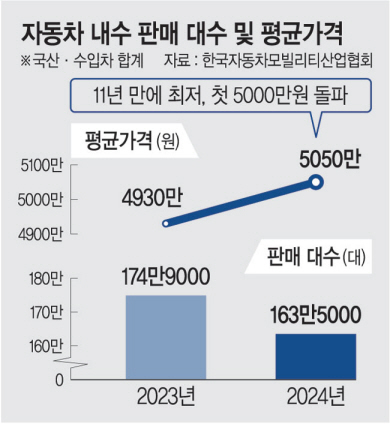 자동차 내수 판매 대수 및 평균가격
※국산 · 수입차 합계 자료 : 한국자동차모빌리티산업협회
11년 만에 최저, 첫 5000만원 돌파
평균가격(원)
5100만
5000만
4900만
4930만
5050만
판매 대수(대)
180만
170만
160만
0
174만9000
163만5000
2023년
2024년